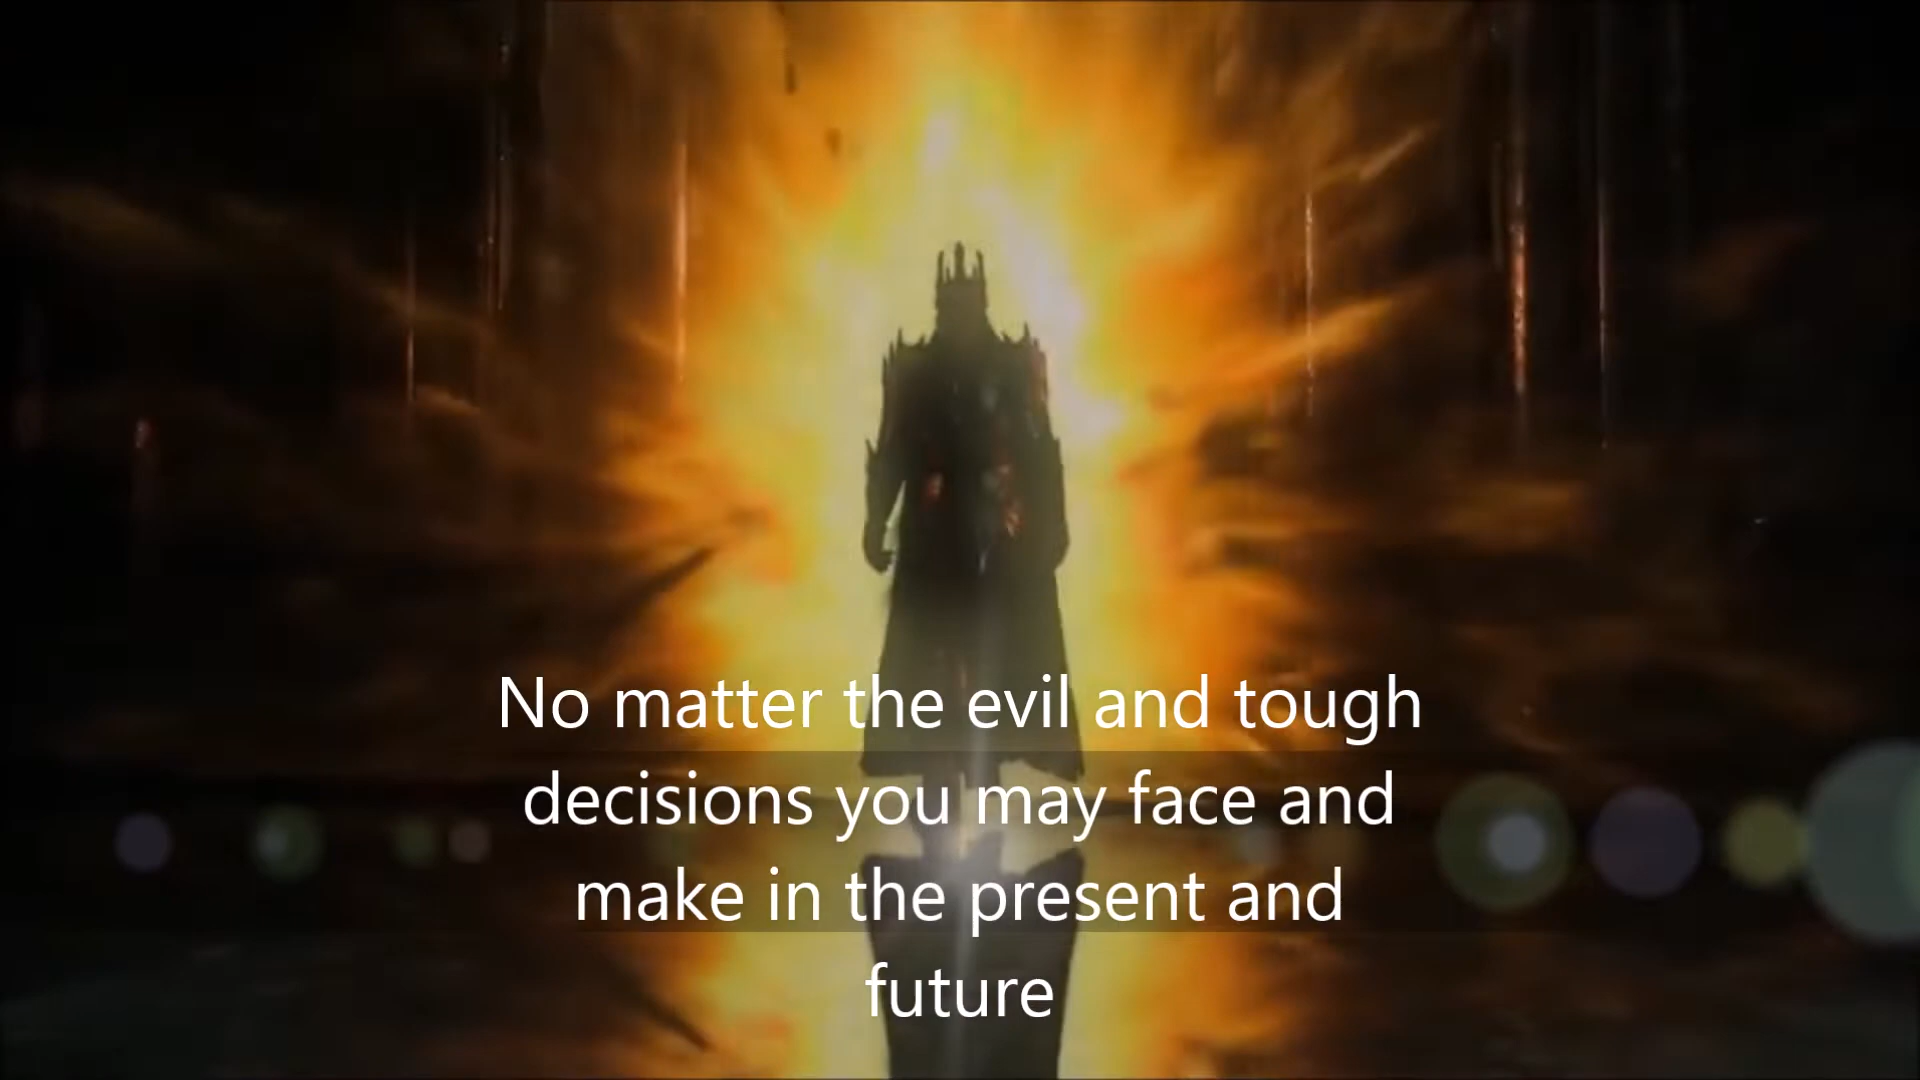 No matter the evil and tough
decisions you may face and
make in the present and
future